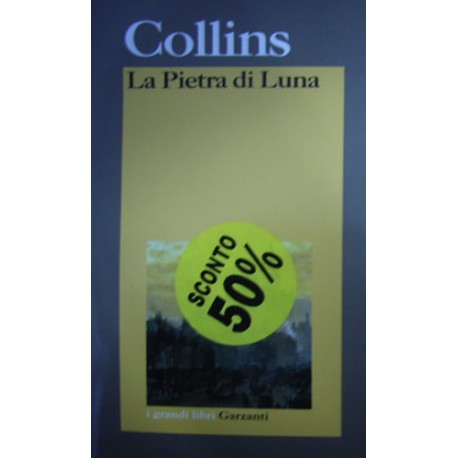 Collins
La Pietra di Luna
SCONTO
50%
i grandi libri Garzanti